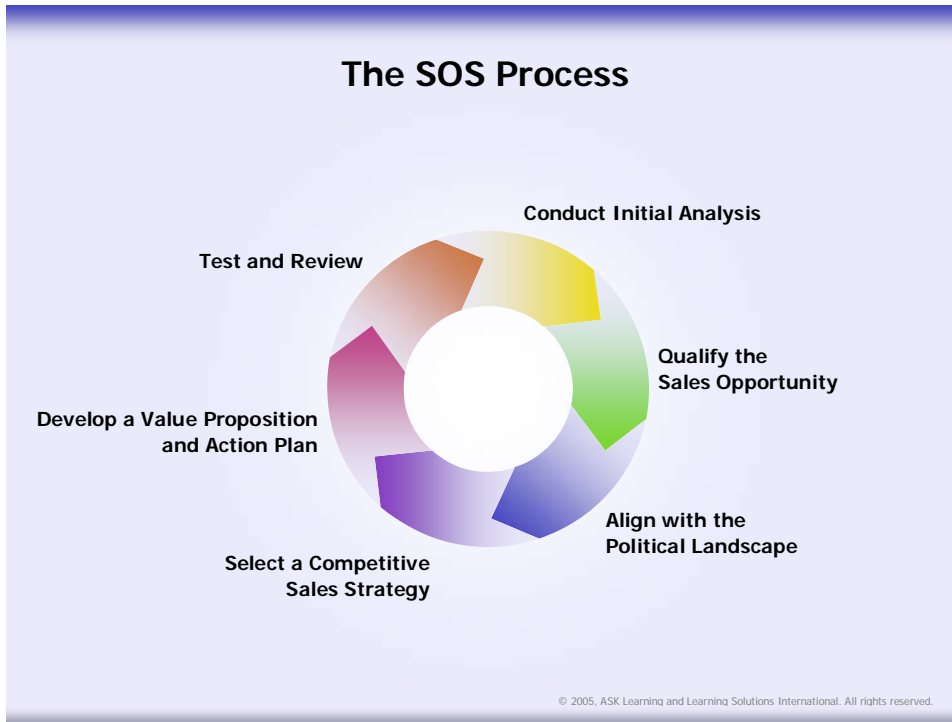 The SOS Process
Conduct Initial Analysis
Qualify the
Sales Opportunity
Align with the
Political Landscape
Select a Competitive
Sales Strategy
Develop a Value Proposition
and Action Plan
Test and Review
© 2005, ASK Learning and Learning Solutions International. All rights reserved.